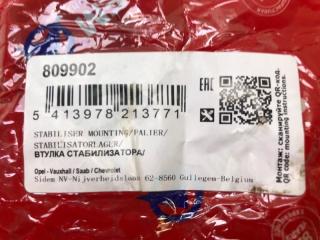 809902
5 413978 213771
EAC
STABILISER MOUNTING/PALIER/
STABILISATORLAGER/
ВТУЛКА СТАБИЛИЗАТОРА/
Opel - Vauxhall / Saab / Chevrolet
Sidem NV-Nijverheidslaan 62-8560 Gullegem-Belgium
Монтаж: сканируйте QR-код.
QR code: mounting instructions.